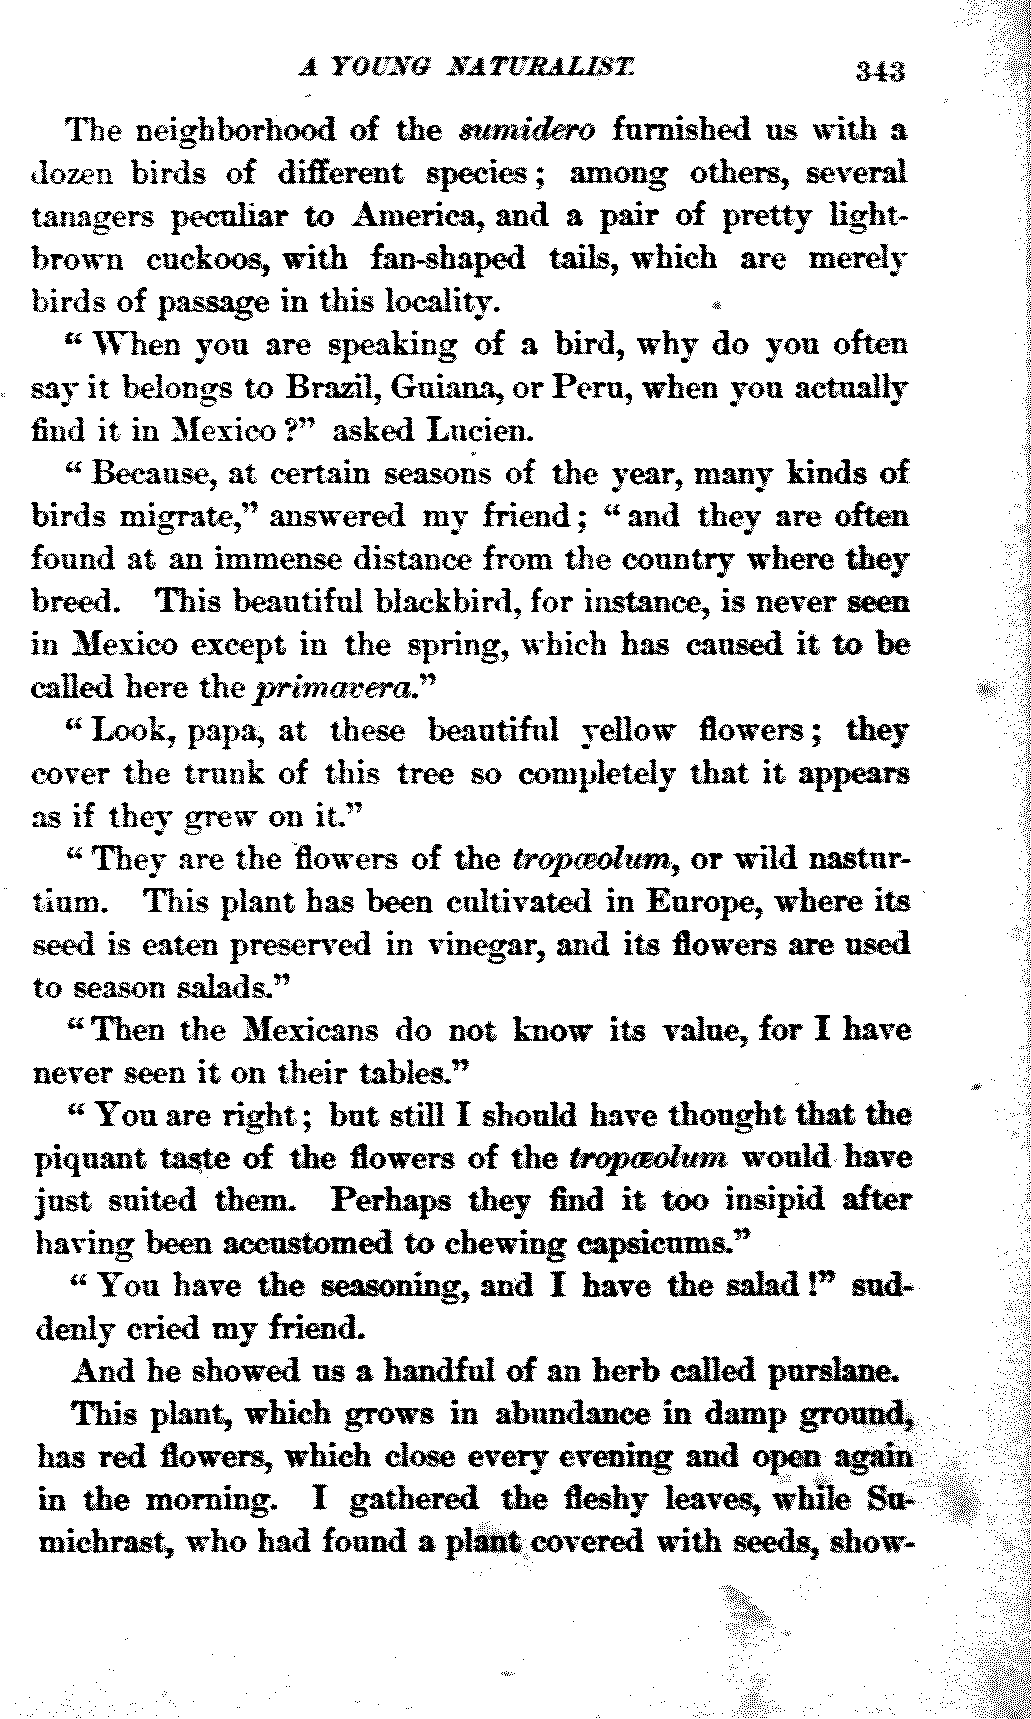 A YOUNG NATURALIST. 343
The neighborhood of the sumidero furnished us with a
dozen birds of different species; among others, several
tanagers peculiar to America, and a pair of pretty light-
brown cuckoos, with fan-shaped tails, which are merely
birds of passage in this locality.
“When you are speaking of a bird, why do you often
say it belongs to Brazil, Guiana, or Peru, when you actually
find it in Mexico?” asked Lucien.
“Because, at certain seasons of the year, many kinds of
birds migrate,” answered my friend; “and they are often
found at an immense distance from the country where they
breed. This beautiful blackbird, for instance, is never seen
in Mexico except in the spring, which has caused it to be
called here the primavera.”
“Look, papa, at these beautiful yellow flowers; they
cover the trunk of this tree so completely that it appears
as if they grew on it.”
“They are the flowers of the tropœolum, or wild nastur-
tium. This plant has been cultivated in Europe, where its
seed is eaten preserved in vinegar, and its flowers are used
to season salads.”
“Then the Mexicans do not know its value, for I have
never seen it on their tables.”
“You are right; but still I should have thought that the
piquant taste of the flowers of the tropœolum would have
just suited them. Perhaps they find it too insipid after
having been accustomed to chewing capsicums.”
“You have the seasoning, and I have the salad!” sud-
denly cried my friend.
And he showed us a handful of an herb called purslane.
This plant, which grows in abundance in damp ground,
has red flowers, which close every evening and open again
in the morning. I gathered the fleshy leaves, while Su-
michrast, who had found a plant covered with seeds, show-